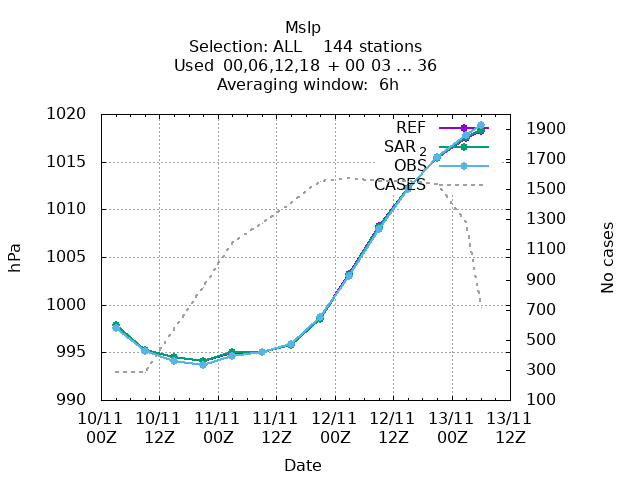 Mslp
Selection: ALL 144 stations
Used 00,06,12,18 + 00 03 ... 36
Averaging window: 6h
1020
1015
1010
1005
1000
995
990
hPa
1900
1700
1500
1300
1100
900
700
500
300
100
No cases
REF
SAR 2
OBS
CASES
10/11 10/11 11/11 11/11 12/11 12/11 13/11 13/11
00Z 12Z 00Z 12Z 00Z 12Z 00Z 12Z
Date